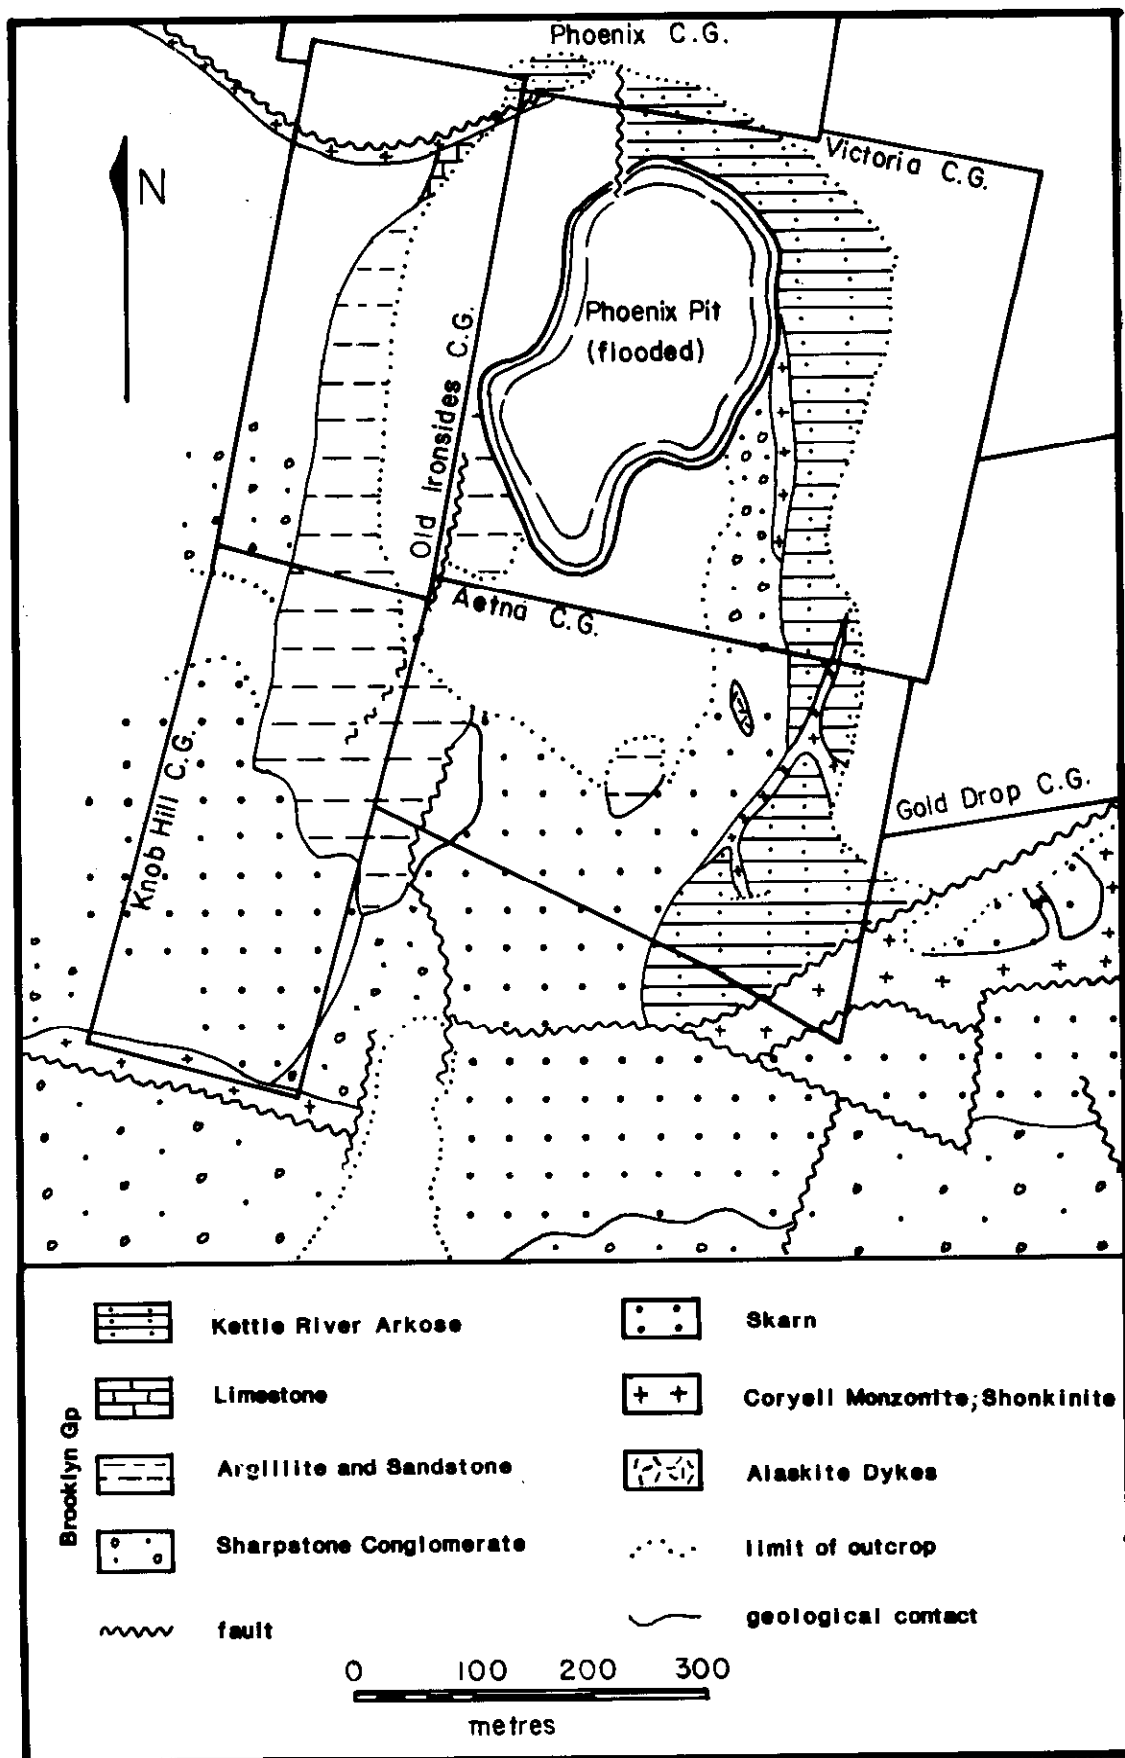 Phoenix C.G.
Victoria C.G.
N
Phoenix Pit
(flooded)
Old Ironsides C.G.
Aetna C.G.
Knob Hill C.G.
Gold Drop C.G.
Kettle River Arkose
Skarn
Limestone
Coryell Monzonite; Shonkinite
Brooklyn Gp
Argillite and Sandstone
Alaskite Dykes
Sharpstone Conglomerate
limit of outcrop
fault
geological contact
0 100 200 300
metres